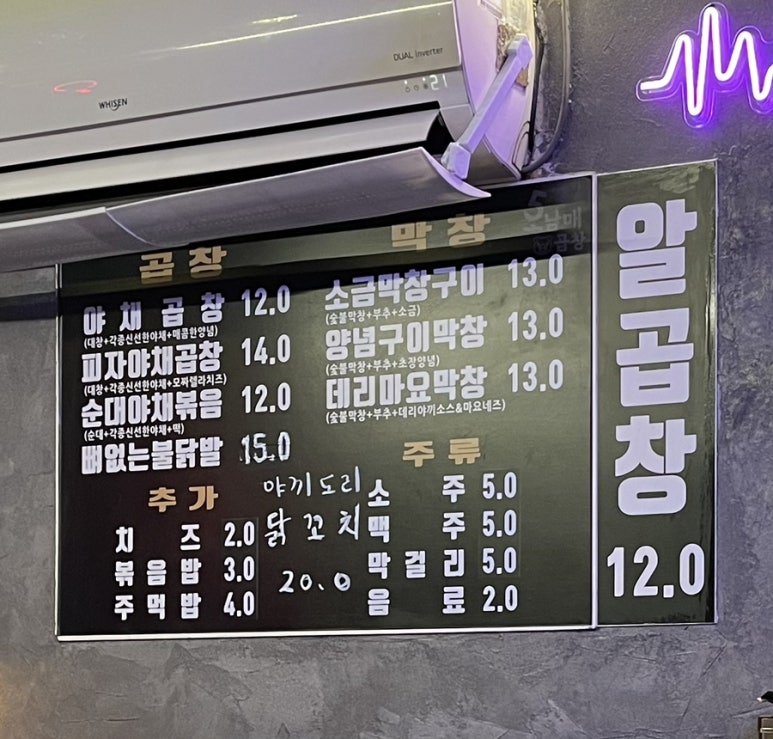 DUAL Inverter
WHISEN
21
5남매
곱창
곱창
야채곱창 12.0
(대창+각종신선한야채+매콤한양념)
피자야채곱창 14.0
(대창+각종신선한야채+모짜렐라치즈)
순대야채볶음 12.0
(순대+각종신선한야채+떡)
뼈없는불닭발 15.0
추가
치즈 2.0
볶음밥 3.0
주먹밥 4.0
야끼도리
닭꼬치
20.0
막창
소금막창구이 13.0
(숯불막창+부추+소금)
양념구이막창 13.0
(숯불막창+부추+초장양념)
데리마요막창 13.0
(숯불막창+부추+데리야끼소스&마요네즈)
주류
소주 5.0
맥주 5.0
막걸리 5.0
음료 2.0
알곱창
12.0